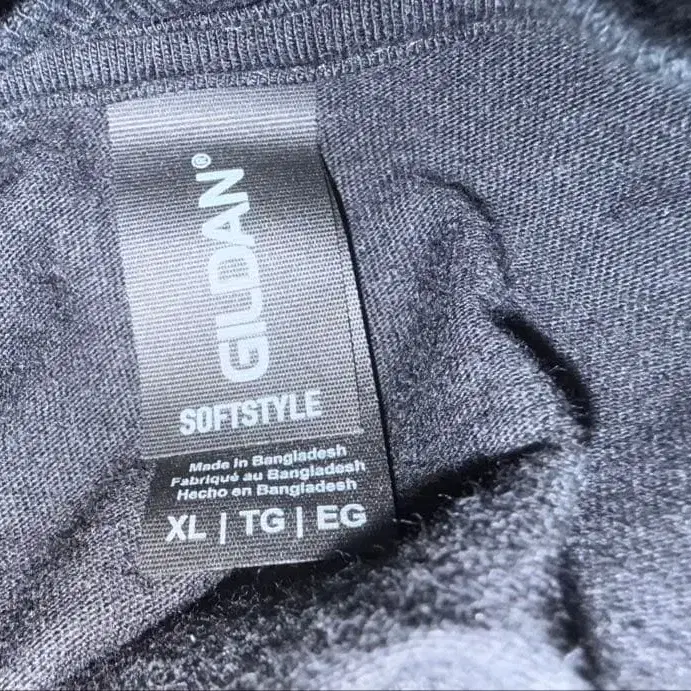 GILDAN®
SOFTSTYLE
Made in Bangladesh
Fabriqué au Bangladesh
Hecho en Bangladesh
XL | TG | EG